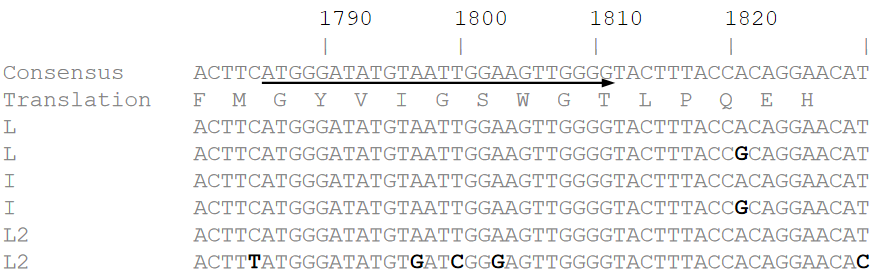 1790 1800 1810 1820
| | | | |
Consensus ACTTCATGGGATATGTAATTGGAAGTTGGGGTACTTTACCACAGGAACAT
Translation F M G Y V I G S W G T L P Q E H
L ACTTCATGGGATATGTAATTGGAAGTTGGGGTACTTTACCACAGGAACAT
L ACTTCATGGGATATGTAATTGGAAGTTGGGGTACTTTACCGCAGGAACAT
I ACTTCATGGGATATGTAATTGGAAGTTGGGGTACTTTACCACAGGAACAT
I ACTTCATGGGATATGTAATTGGAAGTTGGGGTACTTTACCGCAGGAACAT
L2 ACTTCATGGGATATGTAATTGGAAGTTGGGGTACTTTACCACAGGAACAT
L2 ACTTTATGGGATATGTGATCGGGAGTTGGGGTACTTTACCACAGGAACAC